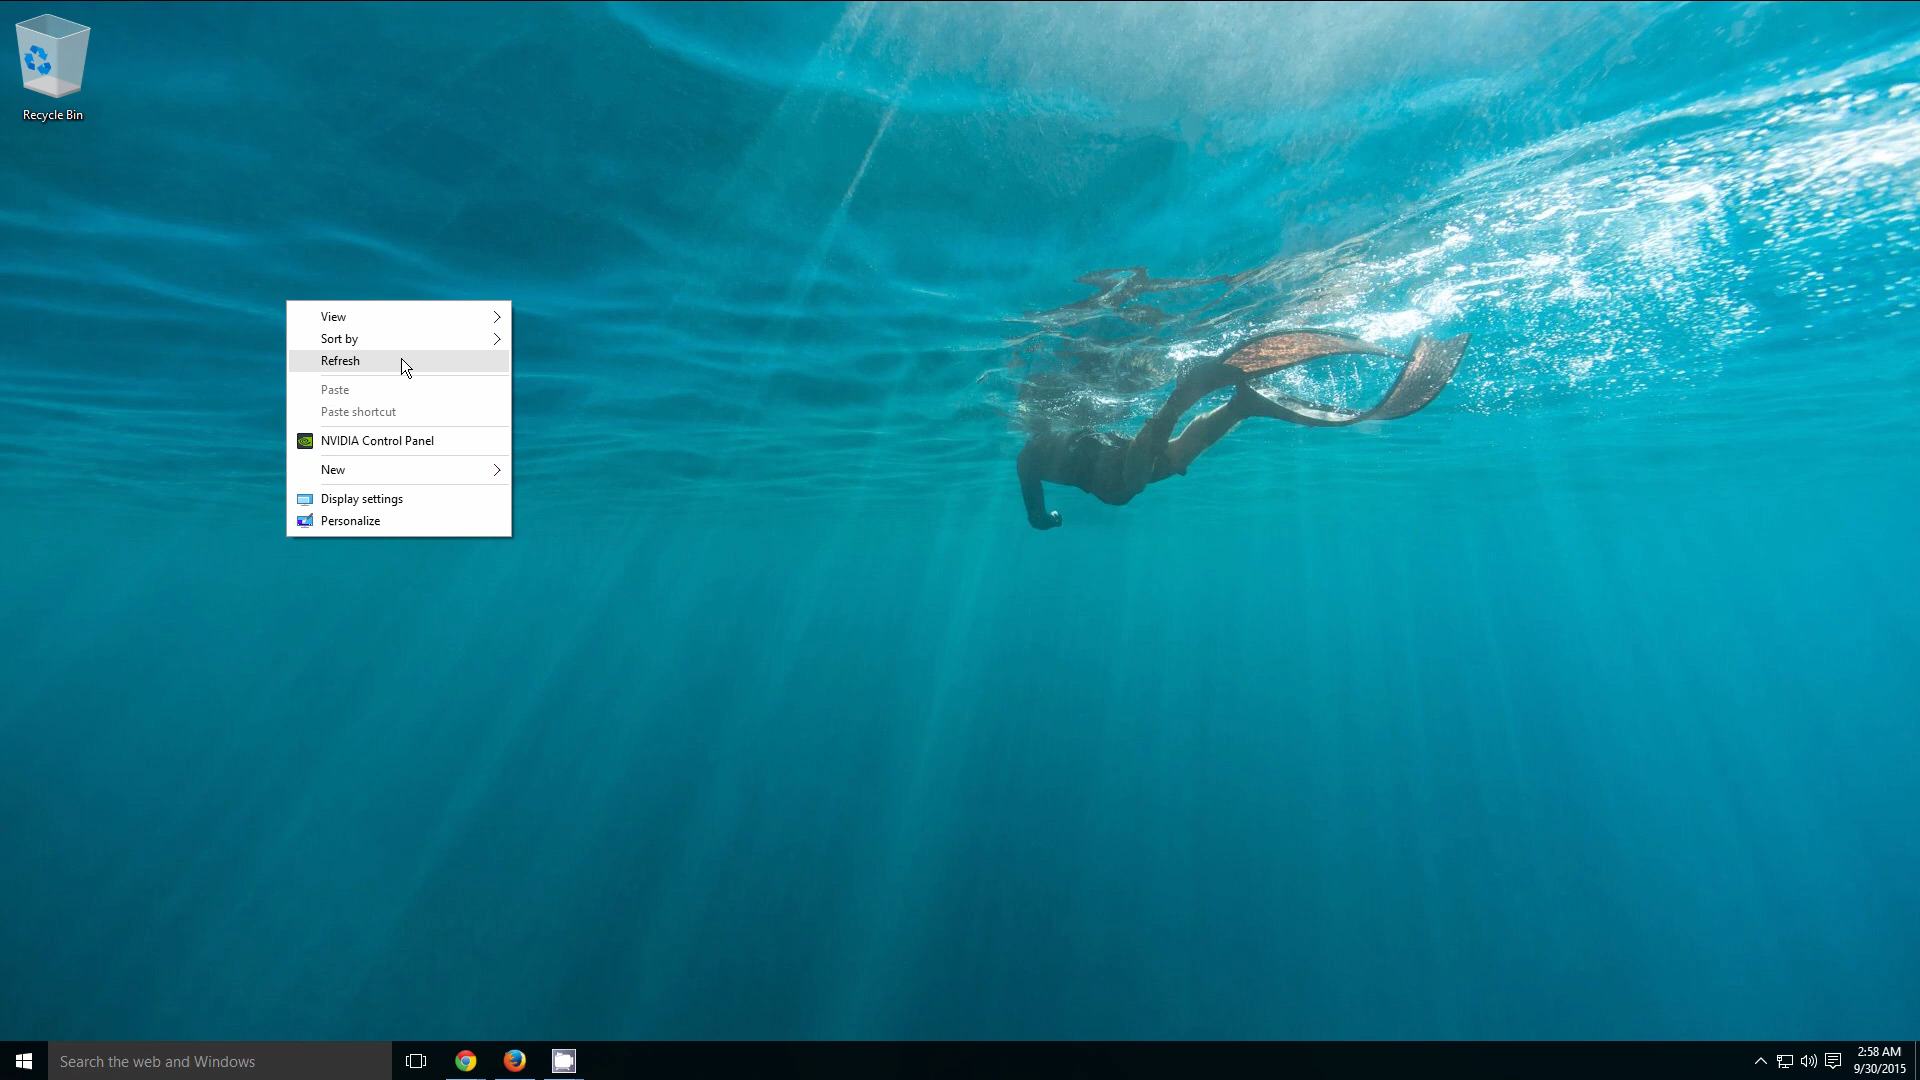 Recycle Bin
View
Sort by
Refresh
Paste
Paste shortcut
NVIDIA Control Panel
New
Display settings
Personalize
Search the web and Windows
2:58 AM
9/30/2015